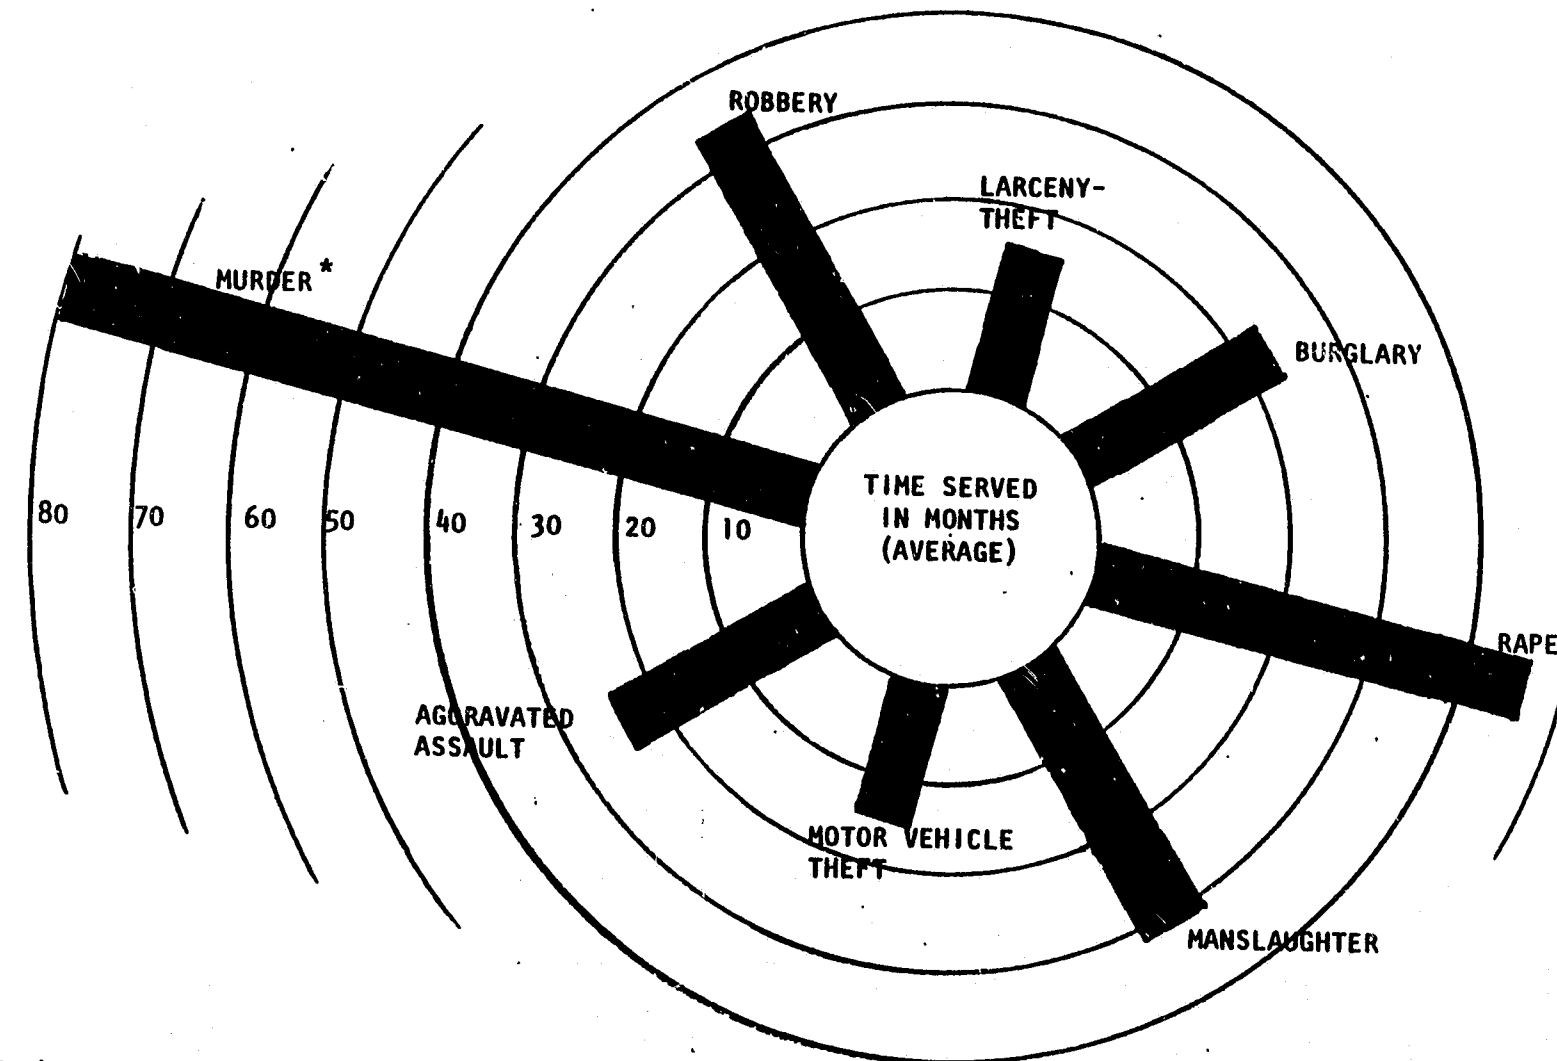 ROBBERY
LARCENY-
THEFT
MURDER*
BURGLARY
TIME SERVED
IN MONTHS
(AVERAGE)
80 70 60 50 40 30 20 10
RAPE
AGGRAVATED
ASSAULT
MOTOR VEHICLE
THEFT
MANSLAUGHTER